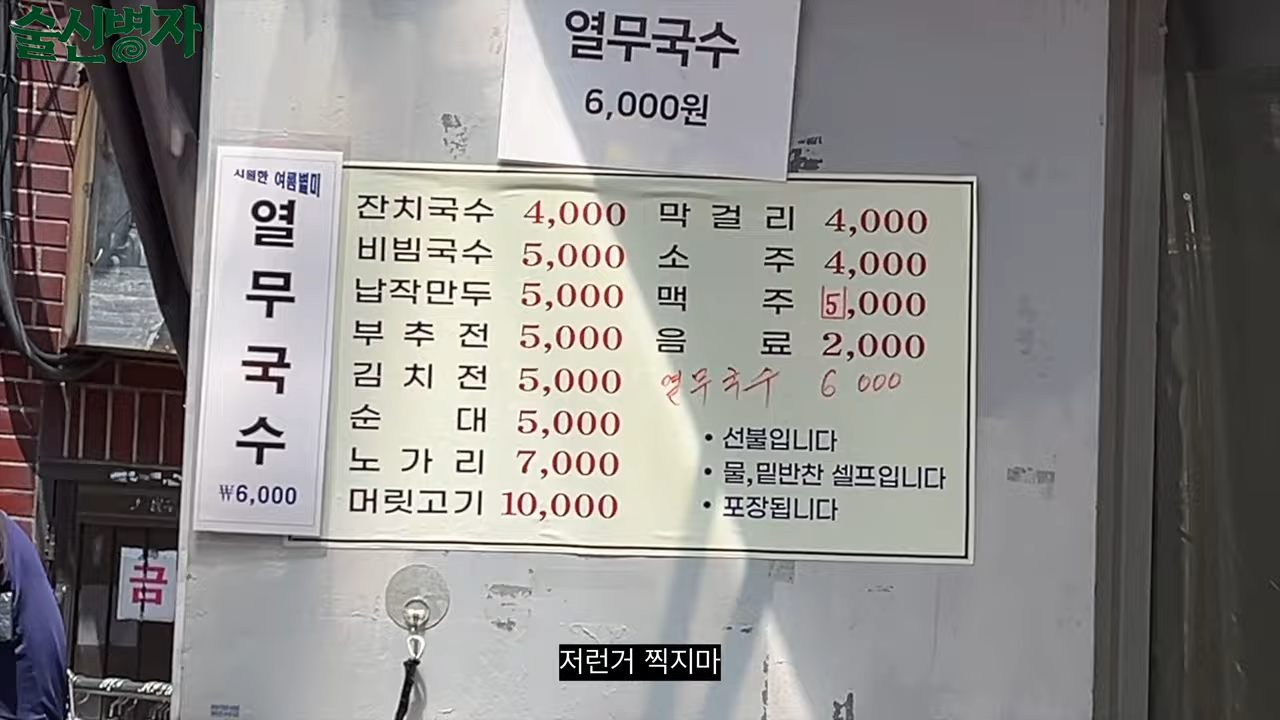 술신병자
열무국수
6,000원
시원한 여름별미
열무국수
₩6,000
잔치국수 4,000
비빔국수 5,000
납작만두 5,000
부추전 5,000
김치전 5,000
순대 5,000
노가리 7,000
머릿고기 10,000
막걸리 4,000
소주 4,000
맥주 5,000
음료 2,000
열무국수 6 000
• 선불입니다
• 물,밑반찬 셀프입니다
• 포장됩니다
금
저런거 찍지마